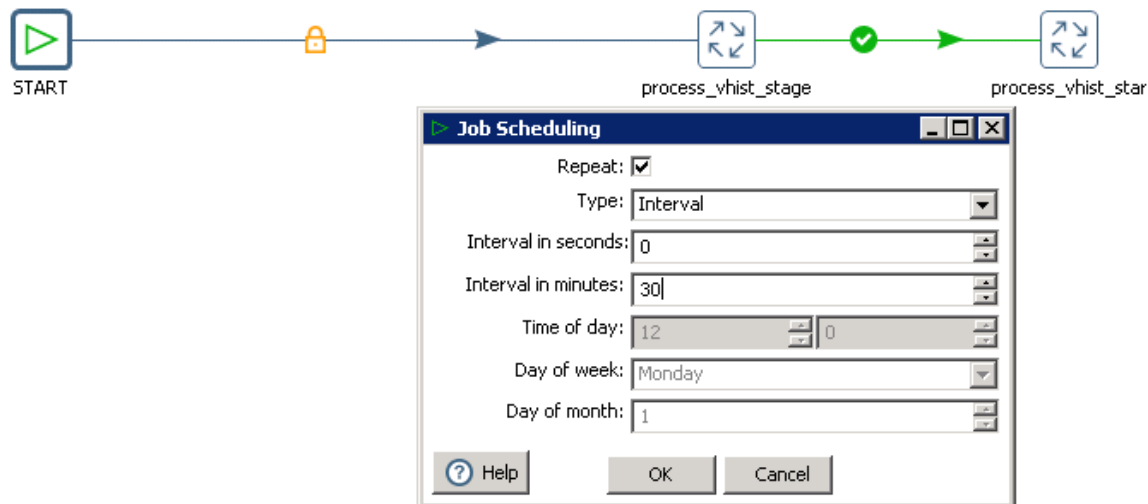 START
process_vhist_stage
process_vhist_star
Job Scheduling
Repeat:
Type: Interval
Interval in seconds: 0
Interval in minutes: 30
Time of day: 12 0
Day of week: Monday
Day of month: 1
? Help OK Cancel